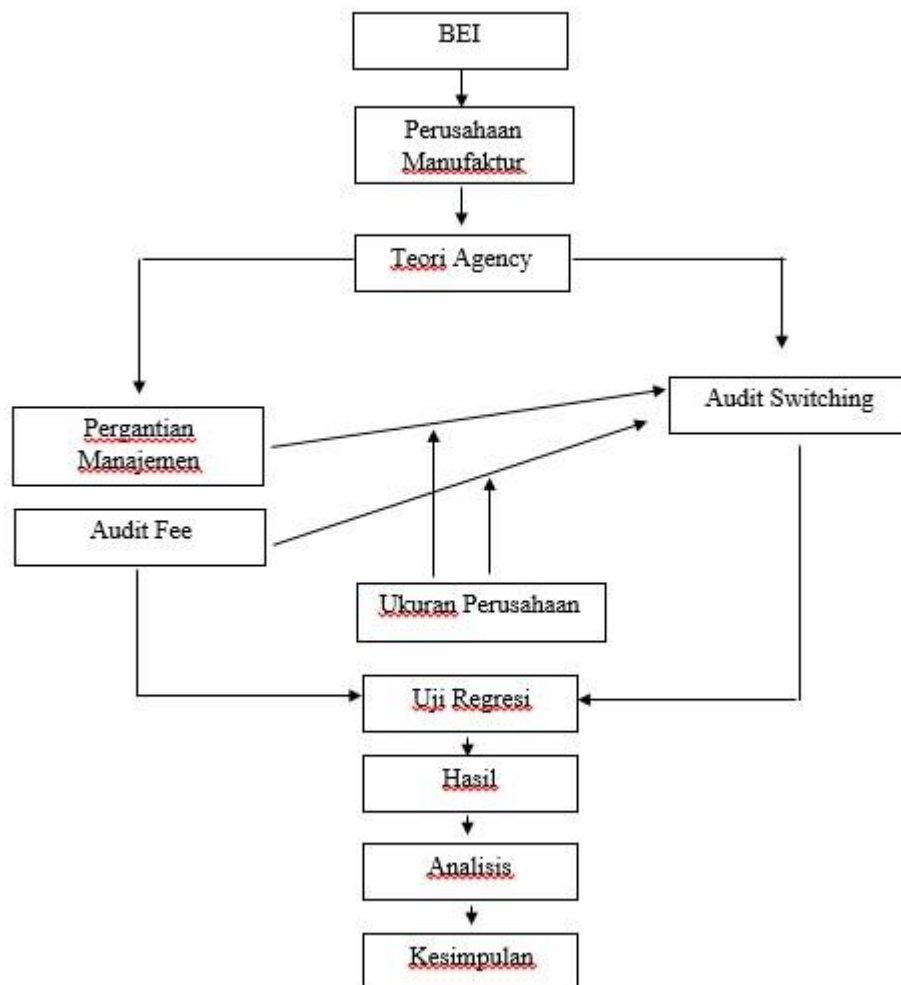 BEI
Perusahaan
Manufaktur
Teori Agency
Audit Switching
Pergantian
Manajemen
Audit Fee
Ukuran Perusahaan
Uji Regresi
Hasil
Analisis
Kesimpulan